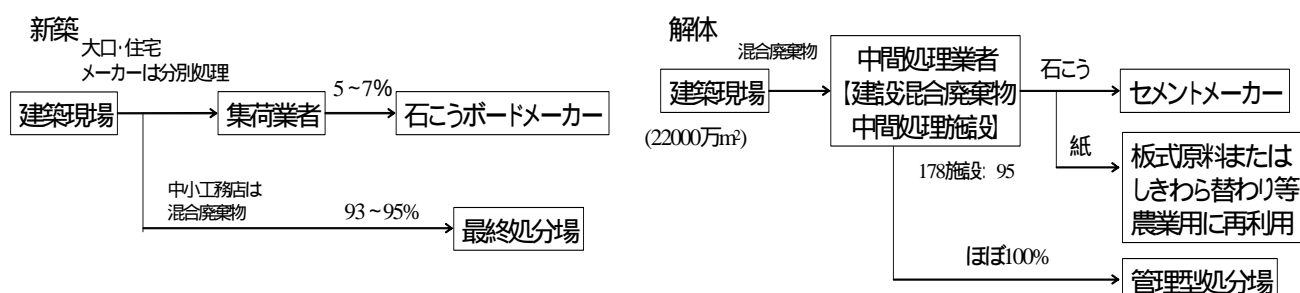 新築
大口・住宅
メーカーは分別処理
建築現場
集荷業者
5~7%
石こうボードメーカー
中小工務店は
混合廃棄物
93~95%
最終処分場
解体
混合廃棄物
建築現場
(22000万m²)
中間処理業者
【建設混合廃棄物
中間処理施設】
178施設: 95
石こう
セメントメーカー
紙
板式原料または
しきわら替わり等
農業用に再利用
ほぼ100%
管理型処分場